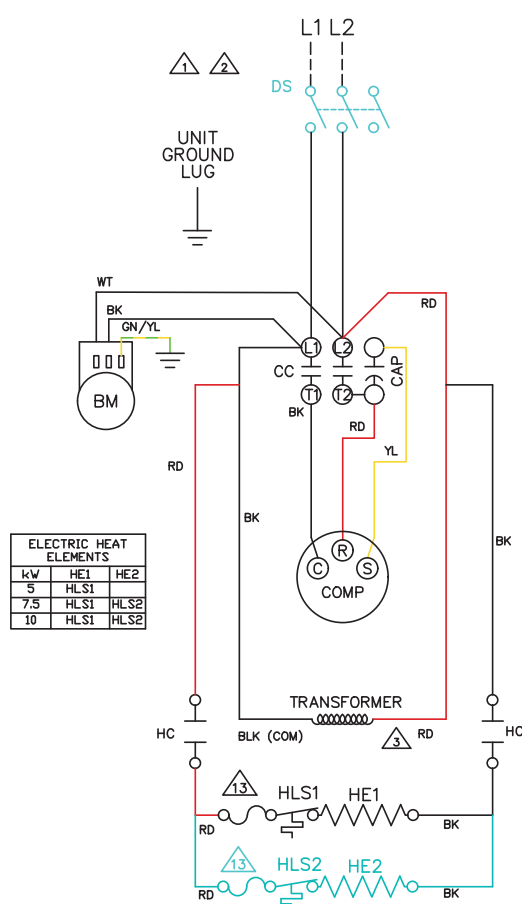 L1 L2
1 2
DS
UNIT
GROUND
LUG
WT
BK
GN/YL
RD
L1 L2
CC
CAP
T1 T2
BM
BK
RD
YL
RD
BK
BK
R
C S
COMP
ELECTRIC HEAT
ELEMENTS
kW HE1 HE2
5 HLS1
7.5 HLS1 HLS2
10 HLS1 HLS2
TRANSFORMER
HC
BLK (COM)
3
RD
HC
13
HLS1 HE1
RD
BK
13
HLS2 HE2
RD
BK